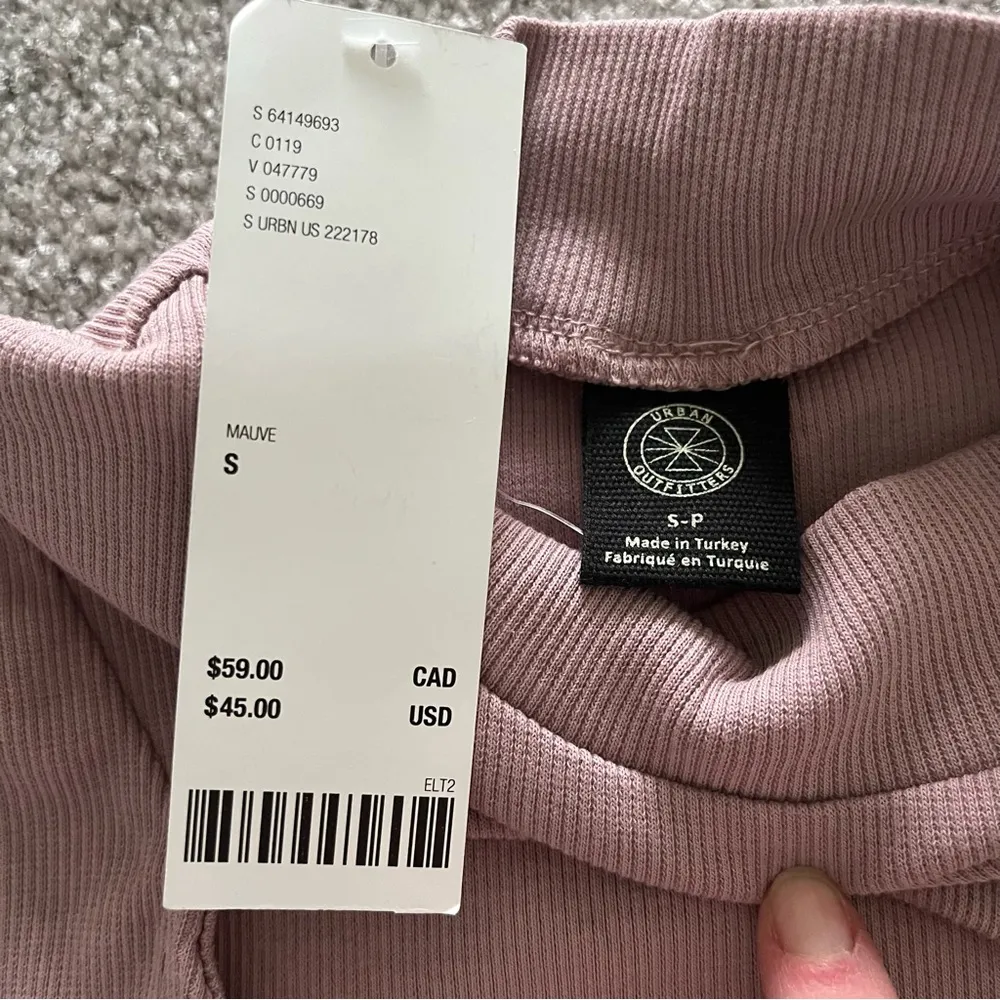 S 64149693
C 0119
V 047779
S 0000669
S URBN US 222178
MAUVE
S
$59.00 CAD
$45.00 USD
ELT2
URBAN
OUTFITTERS
S-P
Made in Turkey
Fabriqué en Turquie